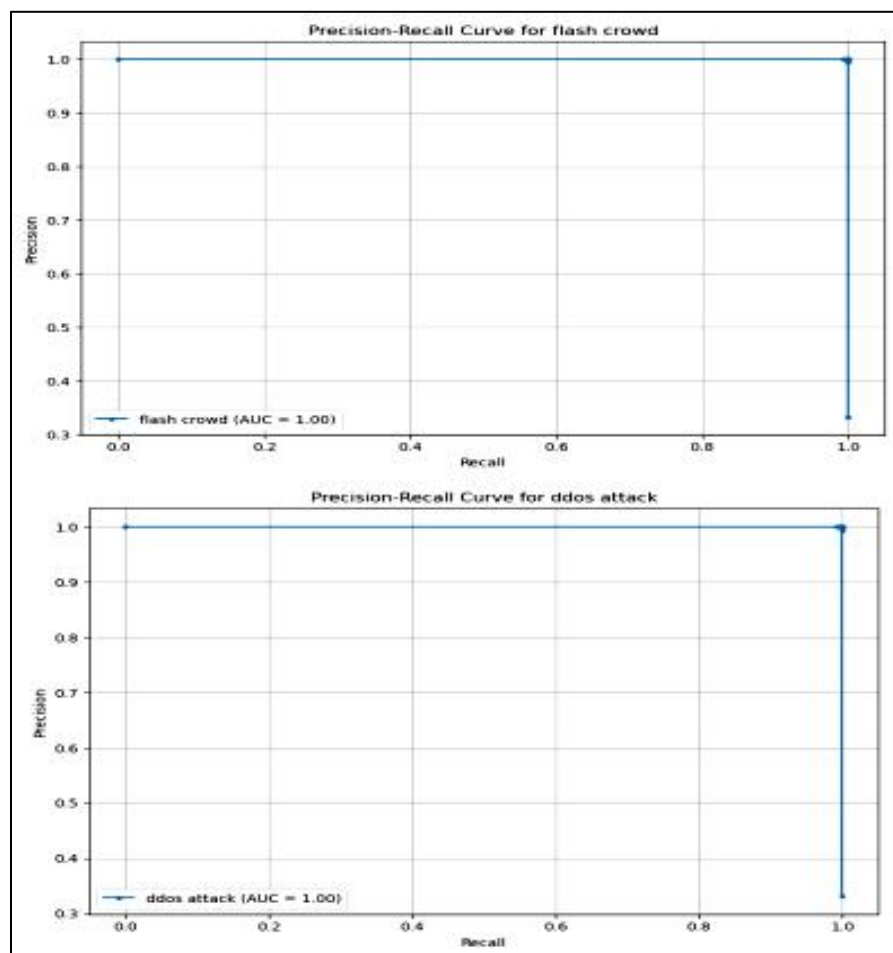 Precision-Recall Curve for flash crowd
1.0
0.9
0.8
0.7
0.6
0.5
0.4
0.3
Precision
flash crowd (AUC = 1.00)
0.0 0.2 0.4 0.6 0.8 1.0
Recall
Precision-Recall Curve for ddos attack
1.0
0.9
0.8
0.7
0.6
0.5
0.4
0.3
Precision
ddos attack (AUC = 1.00)
0.0 0.2 0.4 0.6 0.8 1.0
Recall